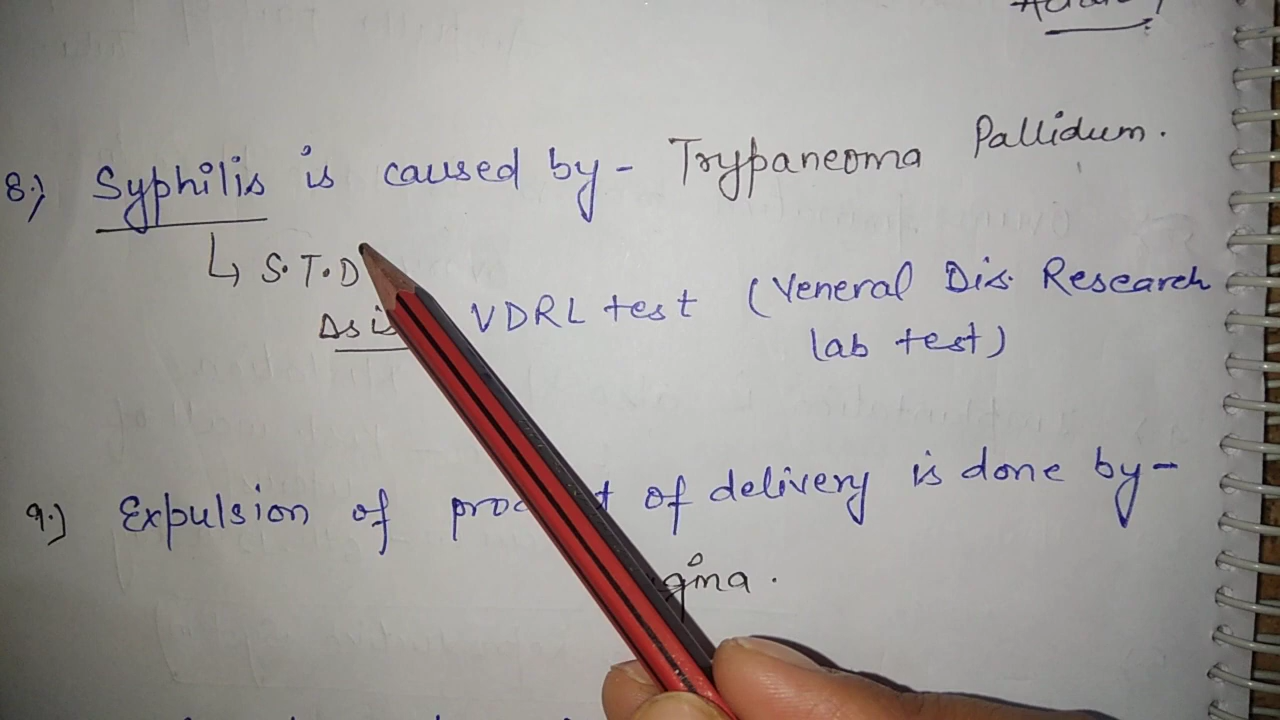 8.) Syphilis is caused by - Trypaneoma Pallidum.
↳ S.T.D
VDRL test (Veneral Dis. Research
lab test)
9.) Expulsion of of delivery is done by -